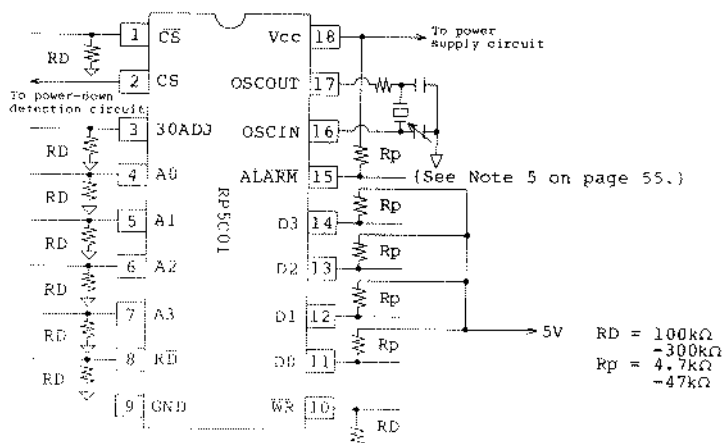 1 CS
Vcc 18
To power
supply circuit
RD
2 CS
OSCOUT 17
To power-down
detection circuit
3 30ADJ
OSCIN 16
RD
Rp
4 A0
ALARM 15
(See Note 5 on page 55.)
RD
Rp
RP5C01
5 A1
D3 14
RD
Rp
6 A2
D2 13
RD
Rp
7 A3
D1 12
5V
RD = 100kΩ
-300kΩ
RD
Rp
8 RD
D0 11
Rp = 4.7kΩ
-47kΩ
RD
9 GND
WR 10
RD